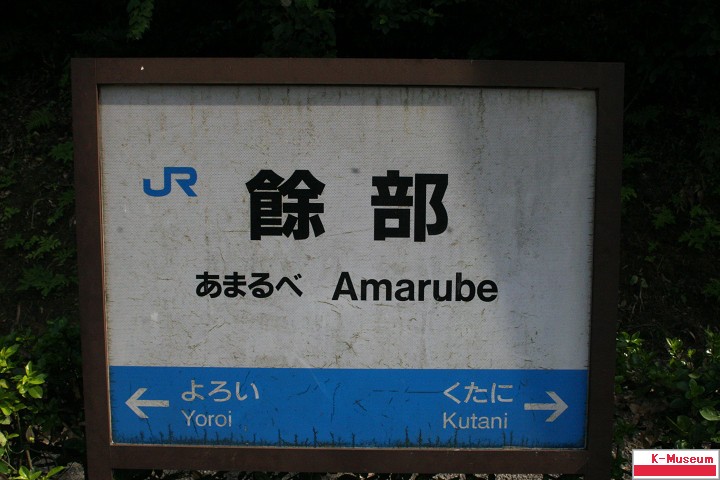 JR
餘部
あまるべ Amarube
← よろい くたに →
Yoroi Kutani
K-Museum